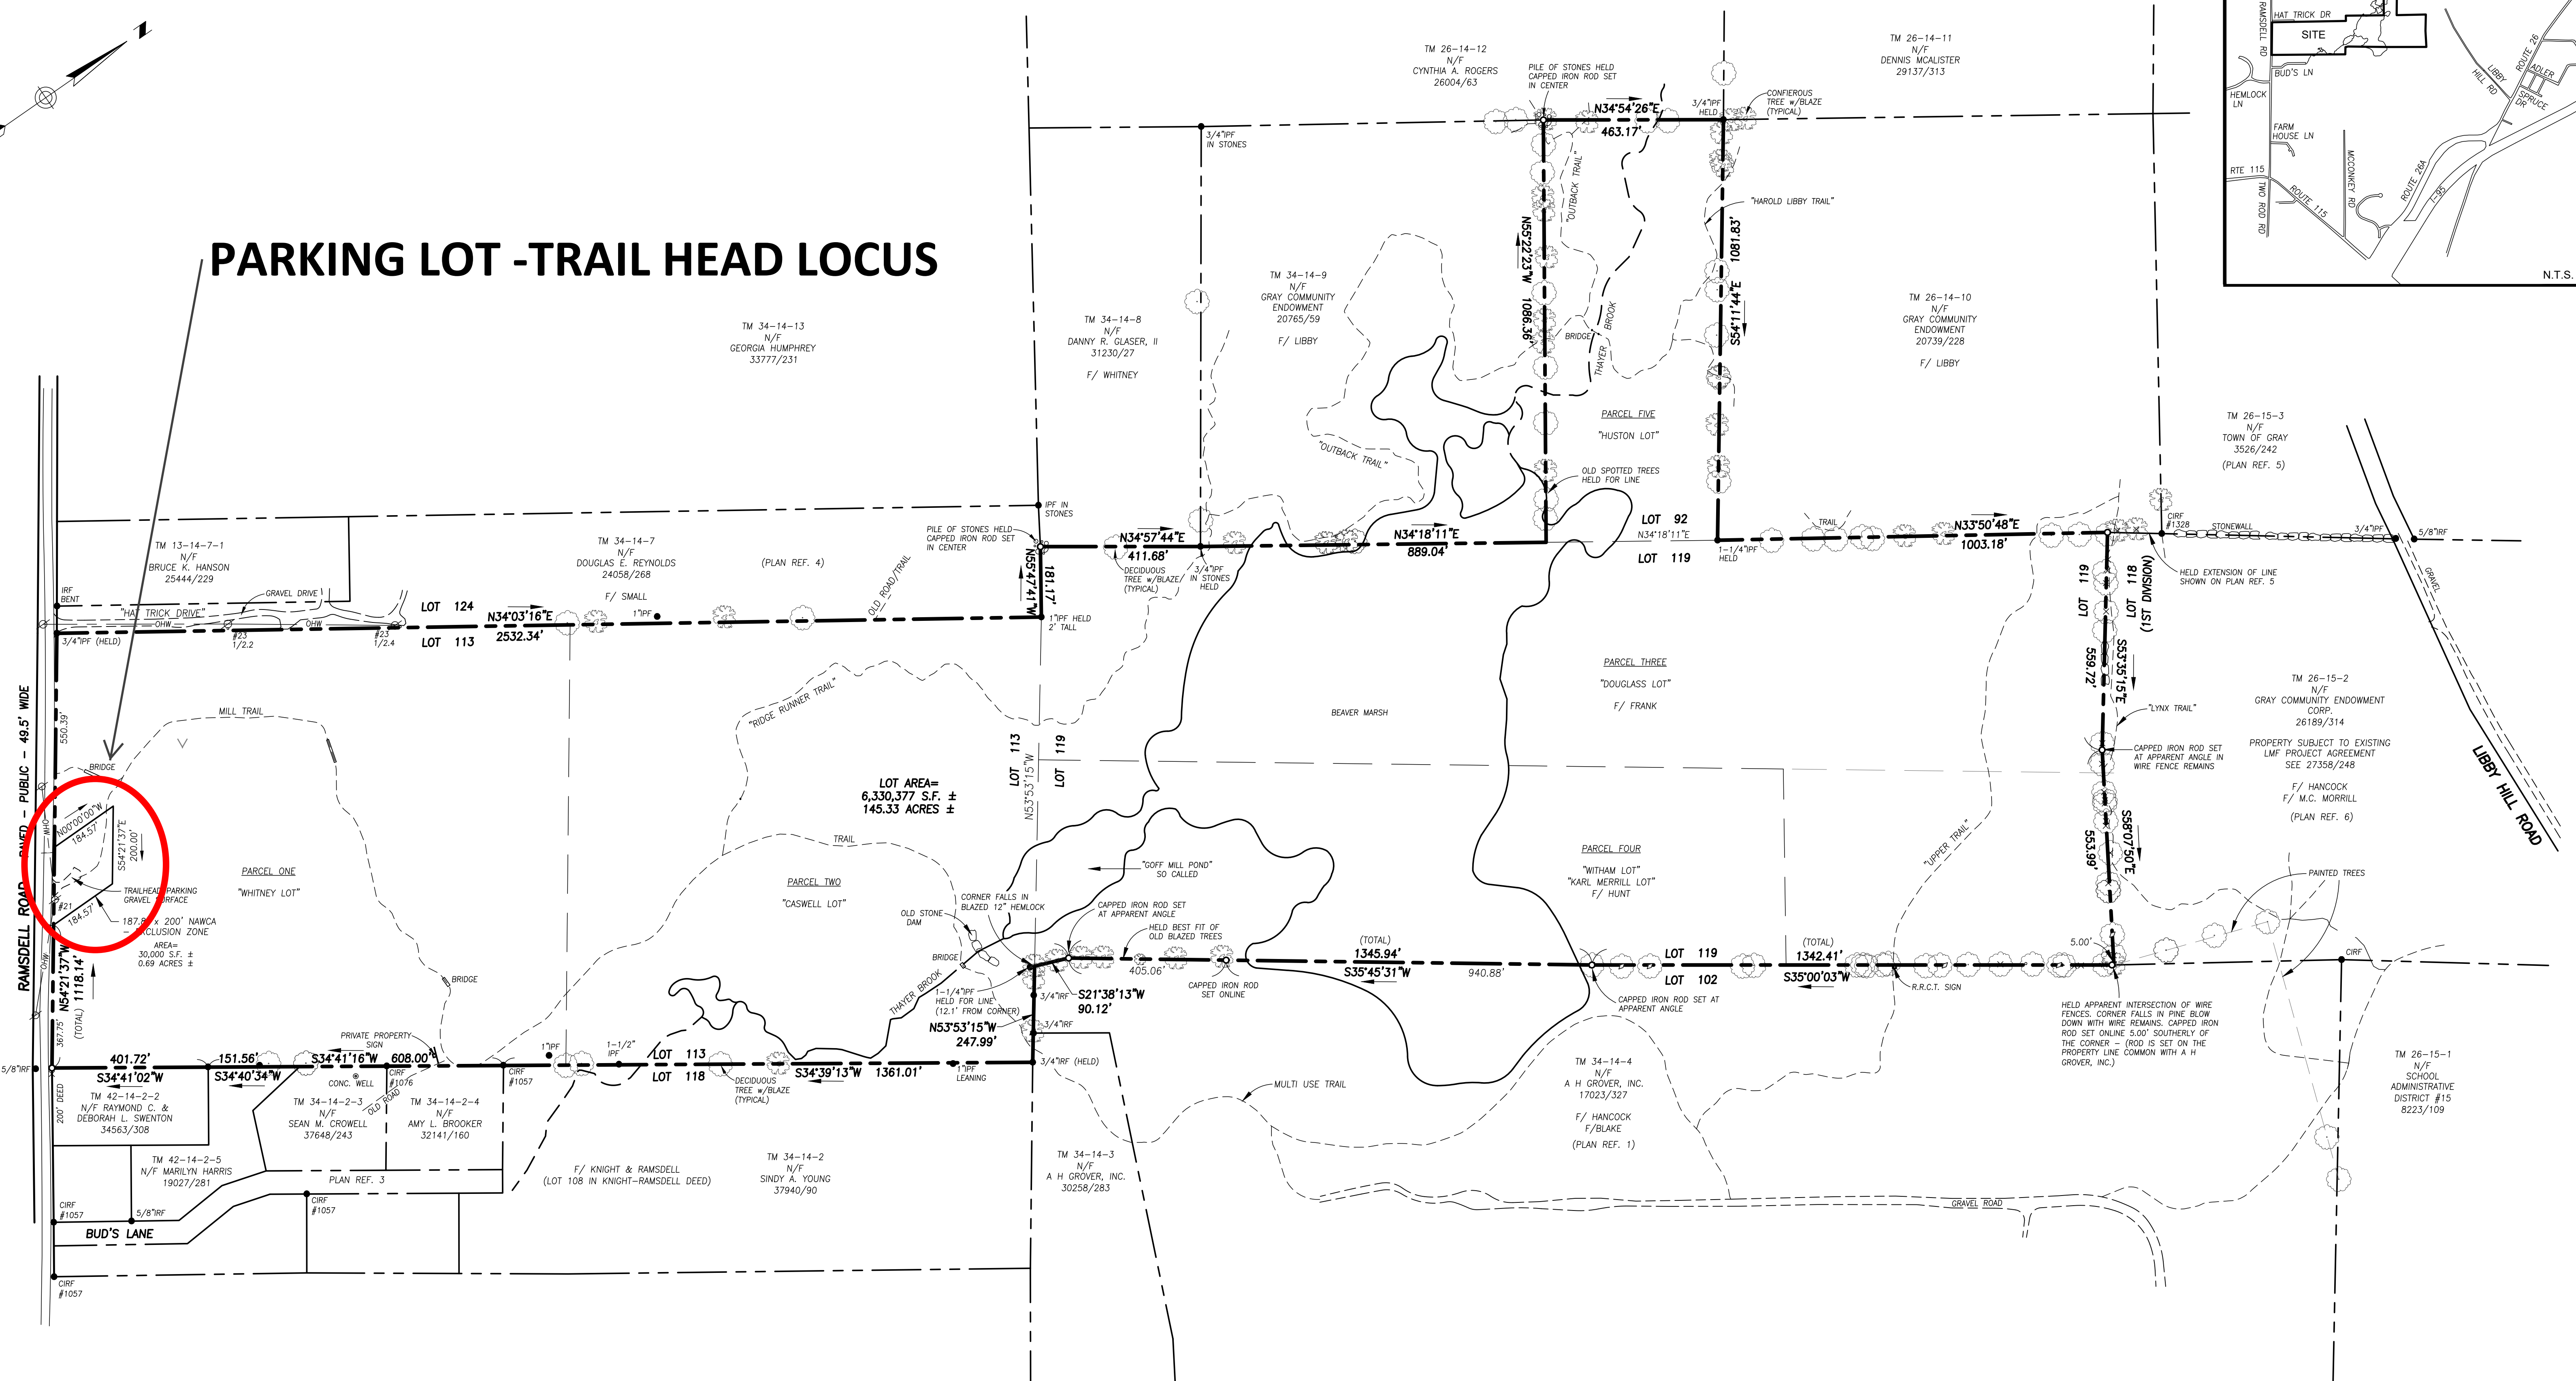 N
PARKING LOT -TRAIL HEAD LOCUS
RAMSDELL RD
HAT TRICK DR
SITE
BUD'S LN
HEMLOCK
LN
FARM
HOUSE LN
RTE 115
TWO ROD RD
ROUTE 115
MCCONKEY RD
LIBBY
HILL RD
ROUTE 26
ADLER
SPRUCE
DR
ROUTE 26A
I-95
N.T.S.
TM 26-14-12
N/F
CYNTHIA A. ROGERS
26004/63
PILE OF STONES HELD
CAPPED IRON ROD SET
IN CENTER
TM 26-14-11
N/F
DENNIS MCALISTER
29137/313
N34°54'26"E
463.17'
3/4"IPF
HELD
CONFIEROUS
TREE w/BLAZE
(TYPICAL)
3/4"IPF
IN STONES
"OUTBACK TRAIL"
"HAROLD LIBBY TRAIL"
N55°22'23"W 1086.36'
S54°11'44"E 1081.83'
BRIDGE
THAYER BROOK
TM 34-14-13
N/F
GEORGIA HUMPHREY
33777/231
TM 34-14-8
N/F
DANNY R. GLASER, II
31230/27
F/ WHITNEY
TM 34-14-9
N/F
GRAY COMMUNITY
ENDOWMENT
20765/59
F/ LIBBY
TM 26-14-10
N/F
GRAY COMMUNITY
ENDOWMENT
20739/228
F/ LIBBY
PARCEL FIVE
"HUSTON LOT"
"OUTBACK TRAIL"
OLD SPOTTED TREES
HELD FOR LINE
TM 26-15-3
N/F
TOWN OF GRAY
3526/242
(PLAN REF. 5)
TM 13-14-7-1
N/F
BRUCE K. HANSON
25444/229
TM 34-14-7
N/F
DOUGLAS E. REYNOLDS
24058/268
F/ SMALL
(PLAN REF. 4)
OLD ROAD/TRAIL
IPF IN
STONES
PILE OF STONES HELD
CAPPED IRON ROD SET
IN CENTER
N55°47'41"W
181.17'
1"IPF HELD
2' TALL
N34°57'44"E
411.68'
DECIDUOUS
TREE w/BLAZE
(TYPICAL)
3/4"IPF
IN STONES
HELD
N34°18'11"E
889.04'
LOT 92
N34°18'11"E
LOT 119
1-1/4"IPF
HELD
TRAIL
N33°50'48"E
1003.18'
CIRF
#1328
STONEWALL
3/4"IPF
5/8"IRF
GRAVEL
LIBBY HILL ROAD
HELD EXTENSION OF LINE
SHOWN ON PLAN REF. 5
LOT 119
LOT 118
(1ST DIVISION)
S53°35'15"E
559.72'
IRF
BENT
"HAT TRICK DRIVE"
GRAVEL DRIVE
OHW
OHW
3/4"IPF (HELD)
#23
1/2.2
#23
1/2.4
LOT 124
LOT 113
N34°03'16"E
2532.34'
1"IPF
RAMSDELL ROAD - PAVED - PUBLIC - 49.5' WIDE
550.39'
MILL TRAIL
BRIDGE
OHW
N00°00'00"W
184.57'
S54°21'37"E
200.00'
TRAILHEAD PARKING
GRAVEL SURFACE
#21
184.57'
x 200' NAWCA
- EXCLUSION ZONE
AREA=
30,000 S.F. ±
0.69 ACRES ±
N54°21'37"W
(TOTAL) 1118.14'
367.75'
OHW
PARCEL ONE
"WHITNEY LOT"
"RIDGE RUNNER TRAIL"
LOT AREA=
6,330,377 S.F. ±
145.33 ACRES ±
TRAIL
PARCEL TWO
"CASWELL LOT"
LOT 113
N53°53'15"W
LOT 119
BEAVER MARSH
PARCEL THREE
"DOUGLASS LOT"
F/ FRANK
"GOFF MILL POND"
SO CALLED
PARCEL FOUR
"WITHAM LOT"
"KARL MERRILL LOT"
F/ HUNT
"UPPER TRAIL"
"LYNX TRAIL"
CAPPED IRON ROD SET
AT APPARENT ANGLE IN
WIRE FENCE REMAINS
S58°07'50"E
553.99'
TM 26-15-2
N/F
GRAY COMMUNITY ENDOWMENT
CORP.
26189/314
PROPERTY SUBJECT TO EXISTING
LMF PROJECT AGREEMENT
SEE 27358/248
F/ HANCOCK
F/ M.C. MORRILL
(PLAN REF. 6)
PAINTED TREES
OLD STONE
DAM
CORNER FALLS IN
BLAZED 12" HEMLOCK
CAPPED IRON ROD SET
AT APPARENT ANGLE
HELD BEST FIT OF
OLD BLAZED TREES
BRIDGE
THAYER BROOK
BRIDGE
1-1/4"IPF
HELD FOR LINE
(12.1' FROM CORNER)
3/4"IRF
S21°38'13"W
90.12'
405.06'
CAPPED IRON ROD
SET ONLINE
(TOTAL)
1345.94'
S35°45'31"W
940.88'
CAPPED IRON ROD SET AT
APPARENT ANGLE
LOT 119
LOT 102
(TOTAL)
1342.41'
S35°00'03"W
R.R.C.T. SIGN
5.00'
HELD APPARENT INTERSECTION OF WIRE
FENCES. CORNER FALLS IN PINE BLOW
DOWN WITH WIRE REMAINS. CAPPED IRON
ROD SET ONLINE 5.00' SOUTHERLY OF
THE CORNER - (ROD IS SET ON THE
PROPERTY LINE COMMON WITH A H
GROVER, INC.)
CIRF
N53°53'15"W
247.99'
3/4"IRF
3/4"IRF (HELD)
PRIVATE PROPERTY
SIGN
5/8"IRF
401.72'
S34°41'02"W
151.56'
S34°40'34"W
S34°41'16"W 608.00'
CONC. WELL
CIRF
#1076
OLD ROAD
CIRF
#1057
1"IPF
1-1/2"
IPF
LOT 113
LOT 118
DECIDUOUS
TREE w/BLAZE
(TYPICAL)
S34°39'13"W 1361.01'
1"IPF
LEANING
200' DEED
TM 42-14-2-2
N/F RAYMOND C. &
DEBORAH L. SWENTON
34563/308
TM 34-14-2-3
N/F
SEAN M. CROWELL
37648/243
TM 34-14-2-4
N/F
AMY L. BROOKER
32141/160
TM 42-14-2-5
N/F MARILYN HARRIS
19027/281
PLAN REF. 3
CIRF
#1057
CIRF
#1057
5/8"IRF
BUD'S LANE
CIRF
#1057
F/ KNIGHT & RAMSDELL
(LOT 108 IN KNIGHT-RAMSDELL DEED)
TM 34-14-2
N/F
SINDY A. YOUNG
37940/90
TM 34-14-3
N/F
A H GROVER, INC.
30258/283
MULTI USE TRAIL
TM 34-14-4
N/F
A H GROVER, INC.
17023/327
F/ HANCOCK
F/BLAKE
(PLAN REF. 1)
GRAVEL ROAD
TM 26-15-1
N/F
SCHOOL
ADMINISTRATIVE
DISTRICT #15
8223/109